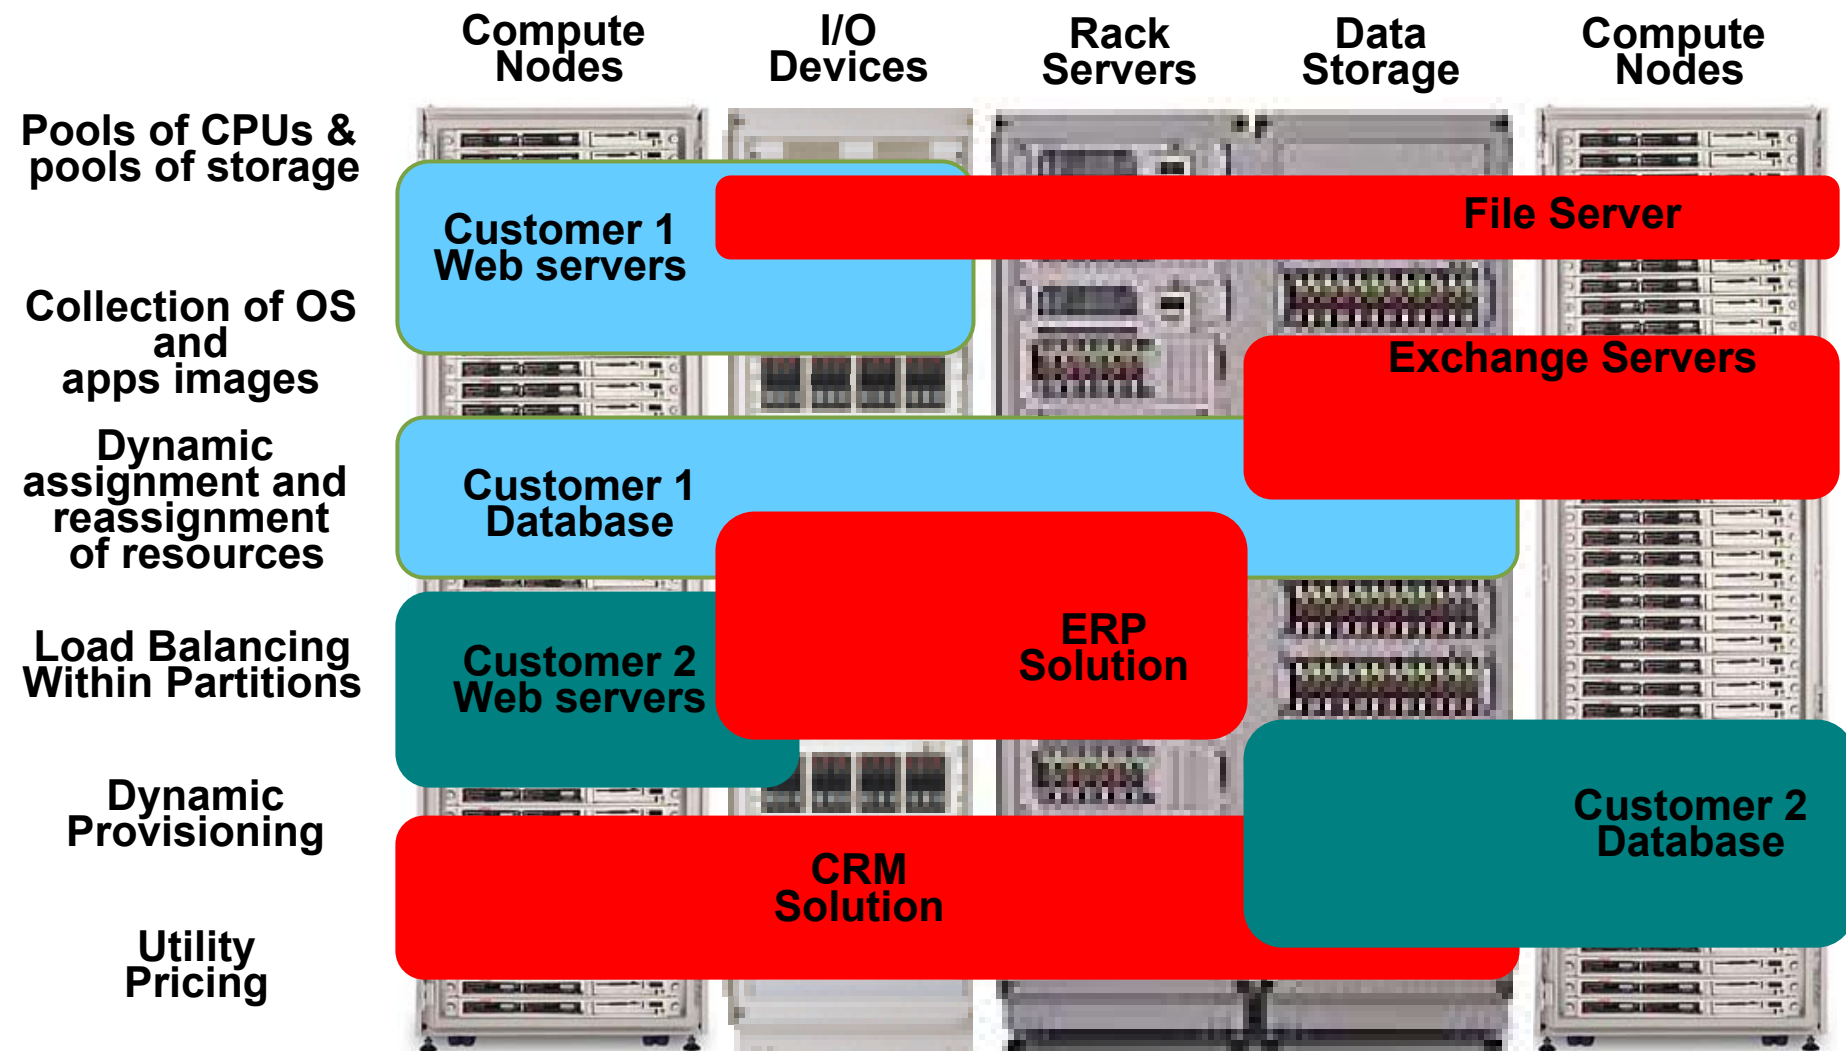 Compute
Nodes
I/O
Devices
Rack
Servers
Data
Storage
Compute
Nodes
Pools of CPUs &
pools of storage
Collection of OS
and
apps images
Dynamic
assignment and
reassignment
of resources
Load Balancing
Within Partitions
Dynamic
Provisioning
Utility
Pricing
Customer 1
Web servers
File Server
Exchange Servers
Customer 1
Database
ERP
Solution
Customer 2
Web servers
Customer 2
Database
CRM
Solution